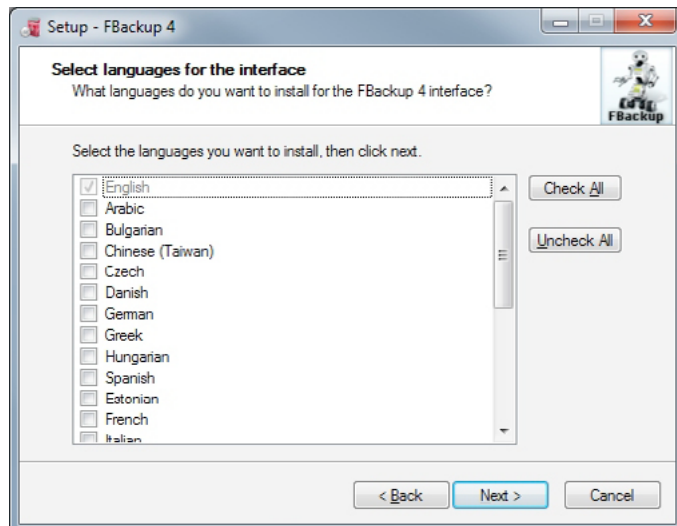 Setup - FBackup 4
Select languages for the interface
What languages do you want to install for the FBackup 4 interface?
FBackup
Select the languages you want to install, then click next.
English
Arabic
Bulgarian
Chinese (Taiwan)
Czech
Danish
German
Greek
Hungarian
Spanish
Estonian
French
Italian
Check All
Uncheck All
< Back
Next >
Cancel